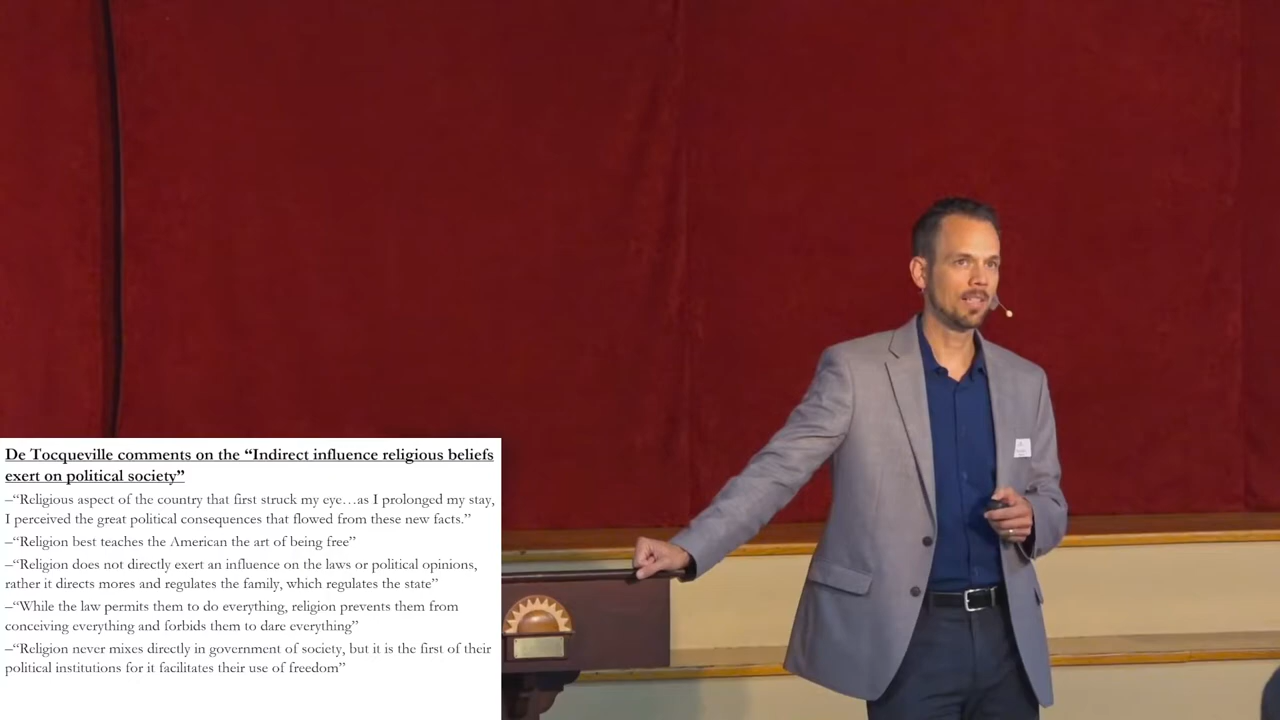 De Tocqueville comments on the “Indirect influence religious beliefs
exert on political society”
–“Religious aspect of the country that first struck my eye…as I prolonged my stay,
I perceived the great political consequences that flowed from these new facts.”
–“Religion best teaches the American the art of being free”
–“Religion does not directly exert an influence on the laws or political opinions,
rather it directs mores and regulates the family, which regulates the state”
–“While the law permits them to do everything, religion prevents them from
conceiving everything and forbids them to dare everything”
–“Religion never mixes directly in government of society, but it is the first of their
political institutions for it facilitates their use of freedom”